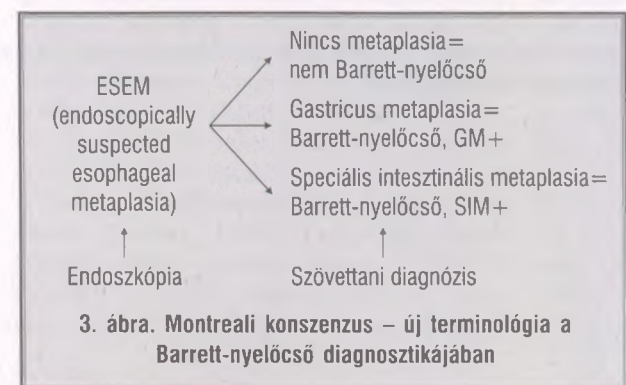 ESEM
(endoscopically
suspected
esophageal
metaplasia)
Endoszkópia
Nincs metaplasia=
nem Barrett-nyelőcső
Gastricus metaplasia=
Barrett-nyelőcső, GM+
Speciális intesztinális metaplasia=
Barrett-nyelőcső, SIM+
Szövettani diagnózis
3. ábra. Montreali konszenzus – új terminológia a
Barrett-nyelőcső diagnosztikájában